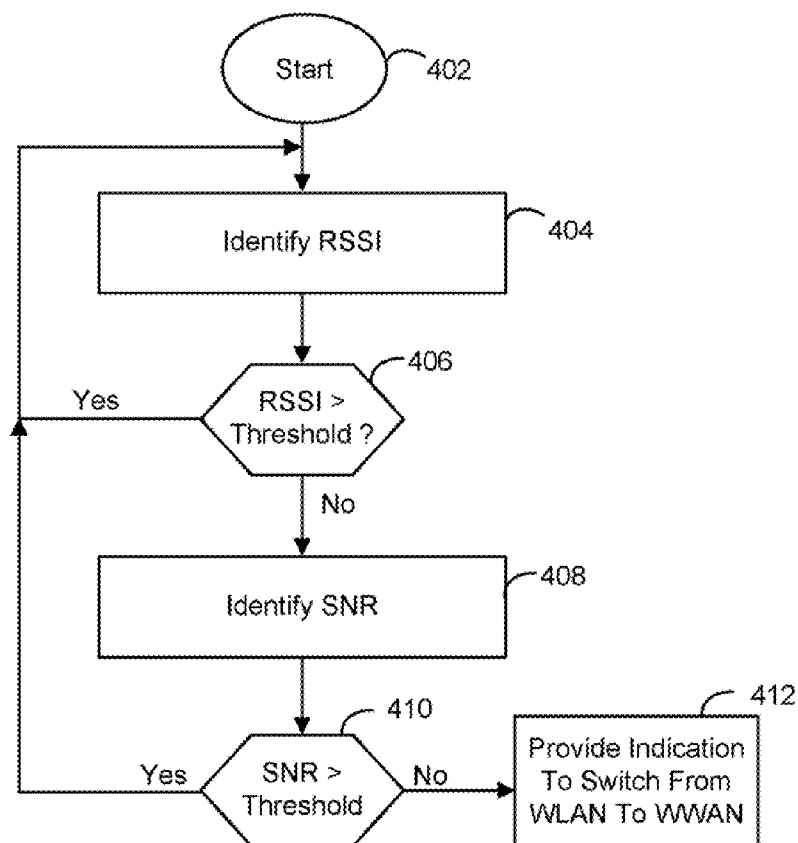 Start
402
Identify RSSI
404
406
RSSI >
Threshold ?
Yes
No
Identify SNR
408
410
SNR >
Threshold
Yes
No
412
Provide Indication
To Switch From
WLAN To WWAN